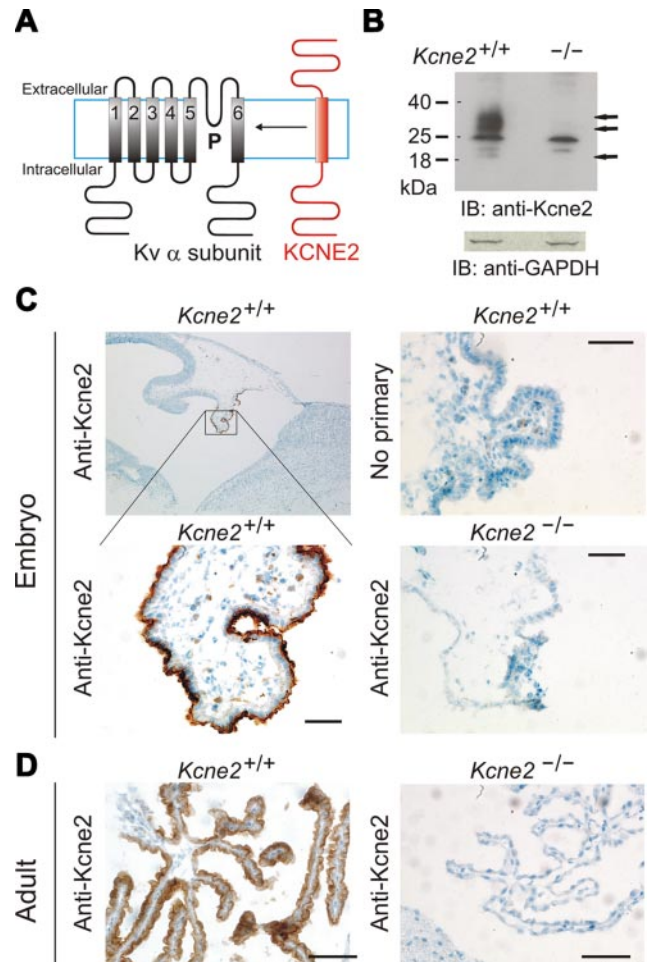 A
Extracellular
1 2 3 4 5 6
P
Intracellular
Kv α subunit
KCNE2
B
Kcne2 +/+ −/−
40
25
18
kDa
IB: anti-Kcne2
IB: anti-GAPDH
C
Embryo
Kcne2+/+
Anti-Kcne2
Kcne2+/+
No primary
Kcne2+/+
Anti-Kcne2
Kcne2 −/−
Anti-Kcne2
D
Adult
Kcne2+/+
Anti-Kcne2
Kcne2 −/−
Anti-Kcne2